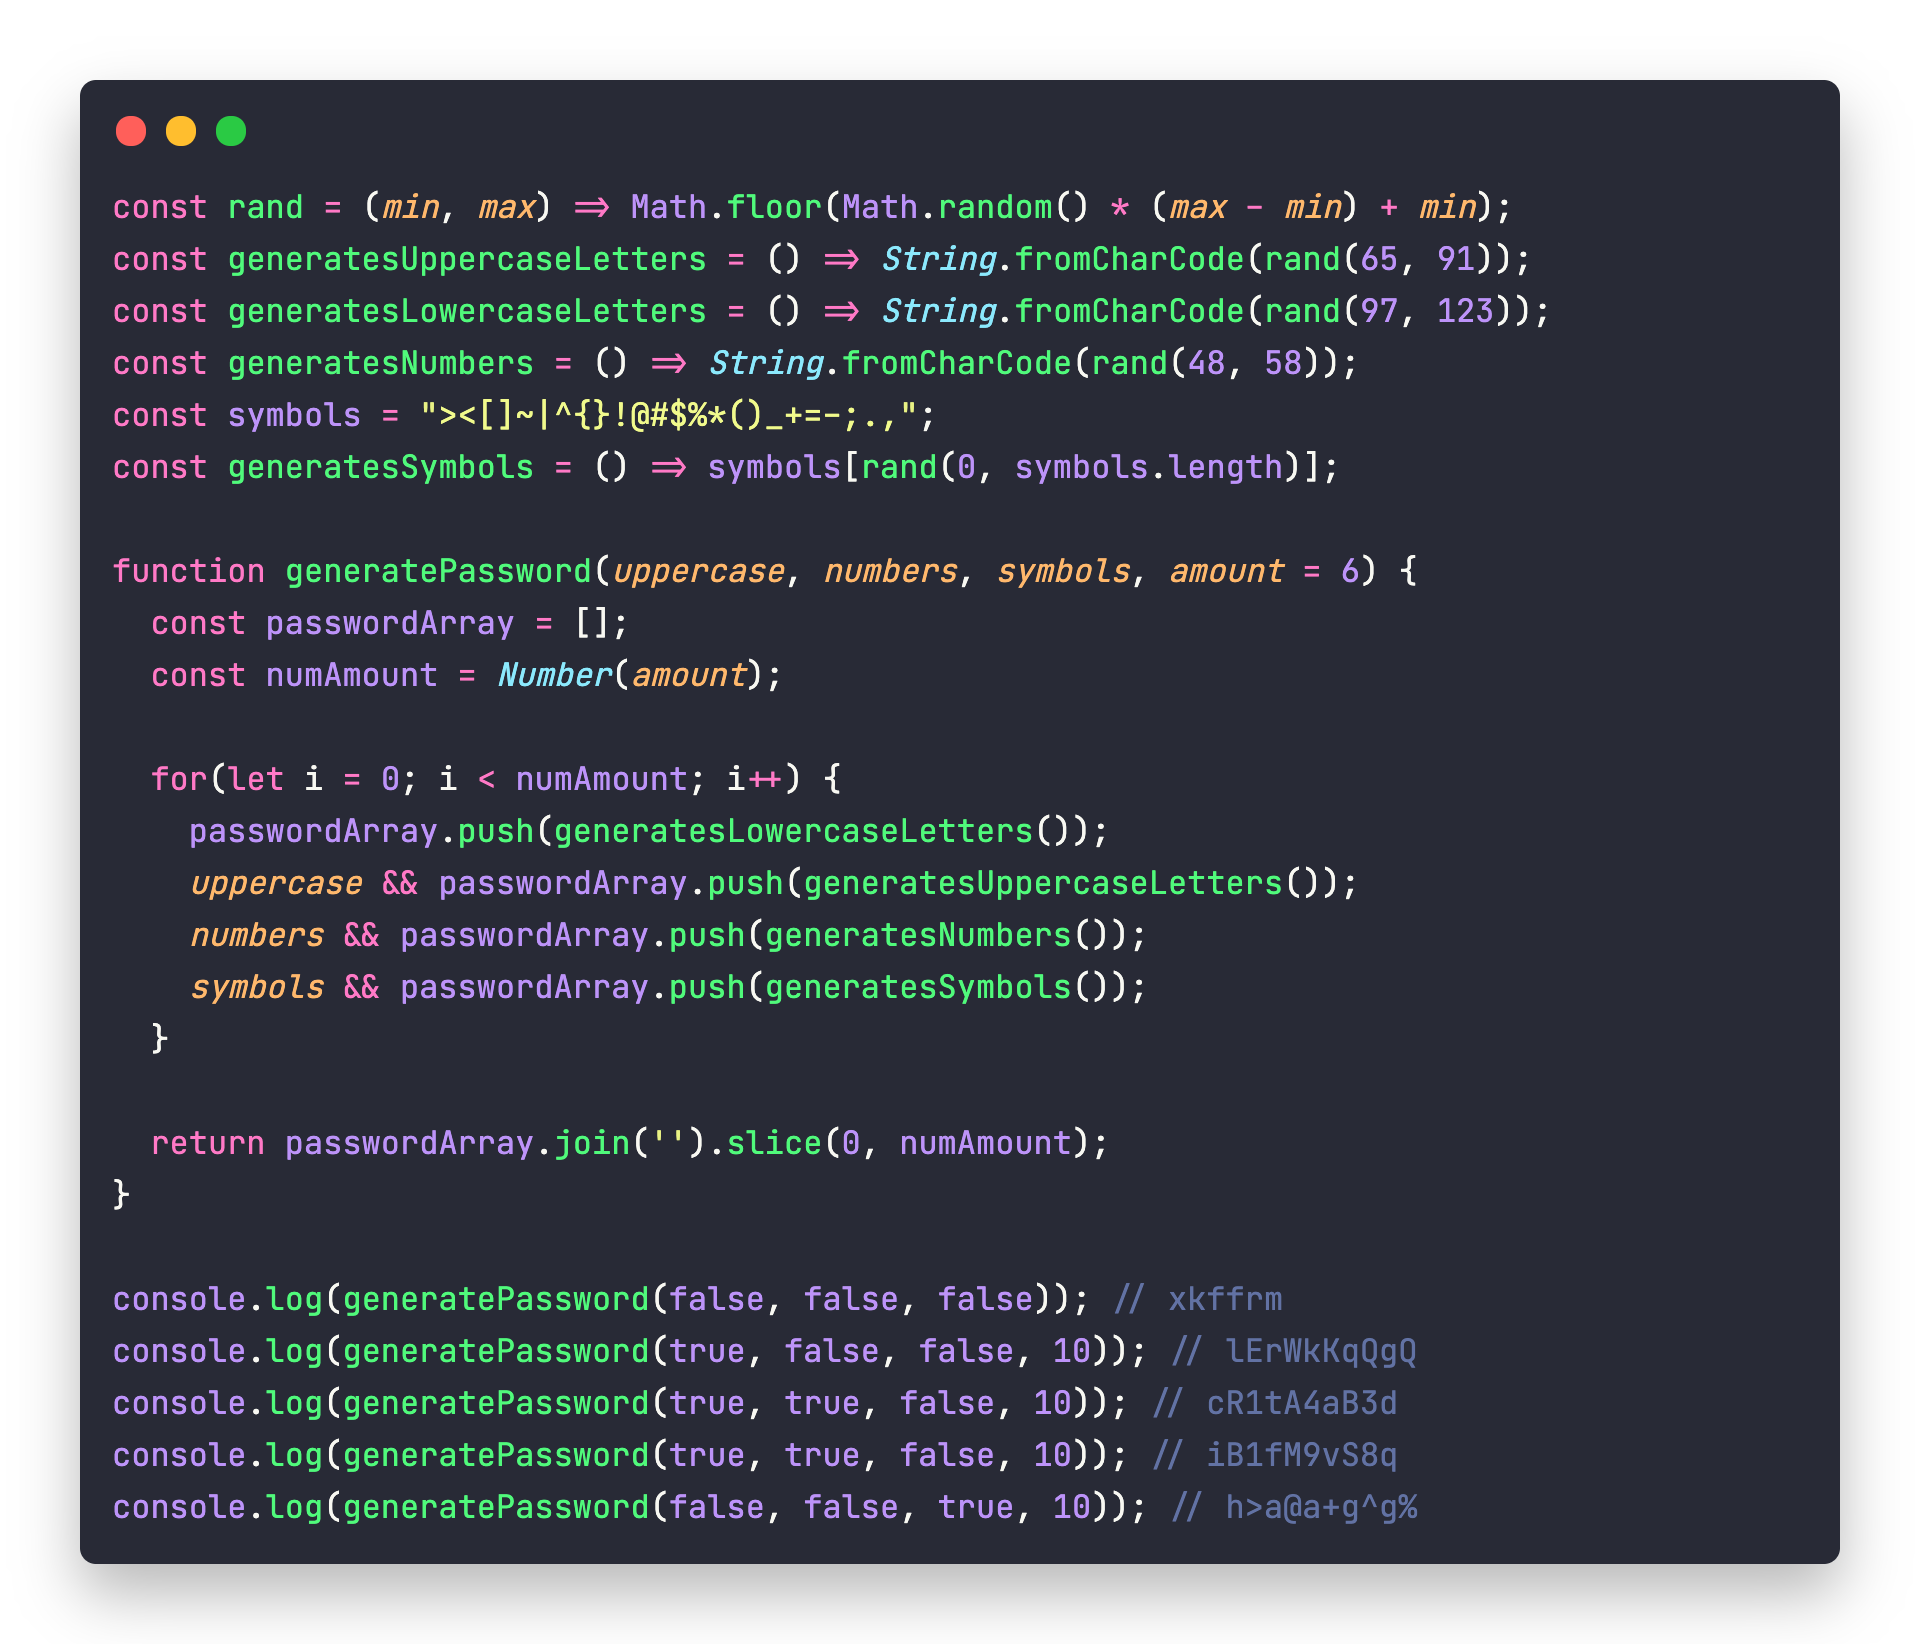 const rand = (min, max) => Math.floor(Math.random() * (max - min) + min);
const generatesUppercaseLetters = () => String.fromCharCode(rand(65, 91));
const generatesLowercaseLetters = () => String.fromCharCode(rand(97, 123));
const generatesNumbers = () => String.fromCharCode(rand(48, 58));
const symbols = "><[]~|^{}!@#$%*()_+=-;.,";
const generatesSymbols = () => symbols[rand(0, symbols.length)];

function generatePassword(uppercase, numbers, symbols, amount = 6) {
  const passwordArray = [];
  const numAmount = Number(amount);

  for(let i = 0; i < numAmount; i++) {
    passwordArray.push(generatesLowercaseLetters());
    uppercase && passwordArray.push(generatesUppercaseLetters());
    numbers && passwordArray.push(generatesNumbers());
    symbols && passwordArray.push(generatesSymbols());
  }

  return passwordArray.join('').slice(0, numAmount);
}

console.log(generatePassword(false, false, false)); // xkffrm
console.log(generatePassword(true, false, false, 10)); // lErWkKqQgQ
console.log(generatePassword(true, true, false, 10)); // cR1tA4aB3d
console.log(generatePassword(true, true, false, 10)); // iB1fM9vS8q
console.log(generatePassword(false, false, true, 10)); // h>a@a+g^g%